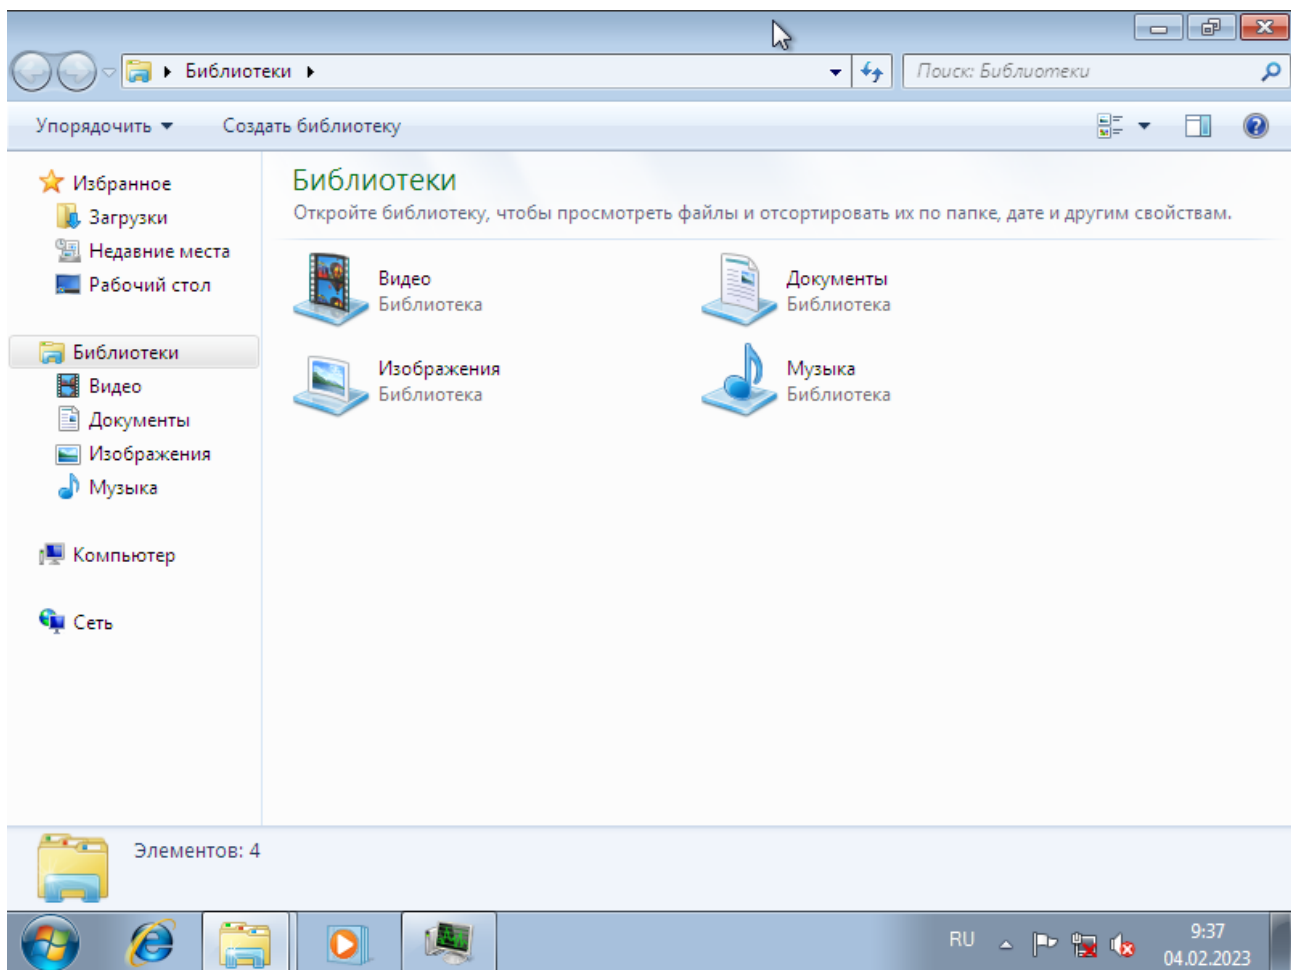 Библиотеки
Поиск: Библиотеки
Упорядочить Создать библиотеку
Избранное
Загрузки
Недавние места
Рабочий стол
Библиотеки
Видео
Документы
Изображения
Музыка
Компьютер
Сеть
Библиотеки
Откройте библиотеку, чтобы просмотреть файлы и отсортировать их по папке, дате и другим свойствам.
Видео
Библиотека
Документы
Библиотека
Изображения
Библиотека
Музыка
Библиотека
Элементов: 4
RU
9:37
04.02.2023